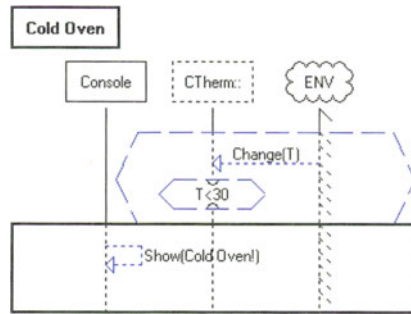 Cold Oven
Console
CTherm::
ENV
Change(T)
T<30
Show(Cold Oven!)